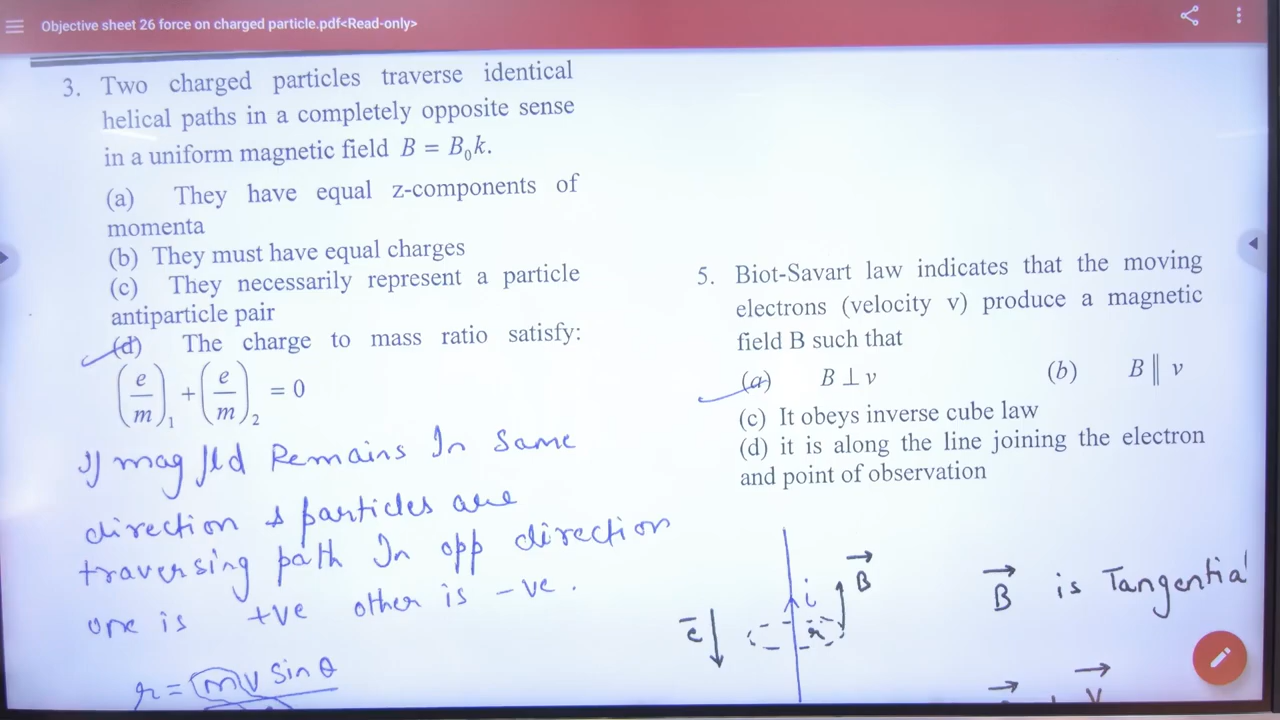 Objective sheet 26 force on charged particle.pdf<Read-only>
3. Two charged particles traverse identical
helical paths in a completely opposite sense
in a uniform magnetic field B = B₀k.
(a) They have equal z-components of
momenta
(b) They must have equal charges
(c) They necessarily represent a particle
antiparticle pair
(d) The charge to mass ratio satisfy:
(e/m)₁ + (e/m)₂ = 0
If mag fld Remains In Same
direction & particles are
traversing path In opp direction
one is +ve other is -ve.
r = mv sin θ
5. Biot-Savart law indicates that the moving
electrons (velocity v) produce a magnetic
field B such that
(a) B ⊥ v (b) B ∥ v
(c) It obeys inverse cube law
(d) it is along the line joining the electron
and point of observation
i
B
e
r
B is Tangential
V